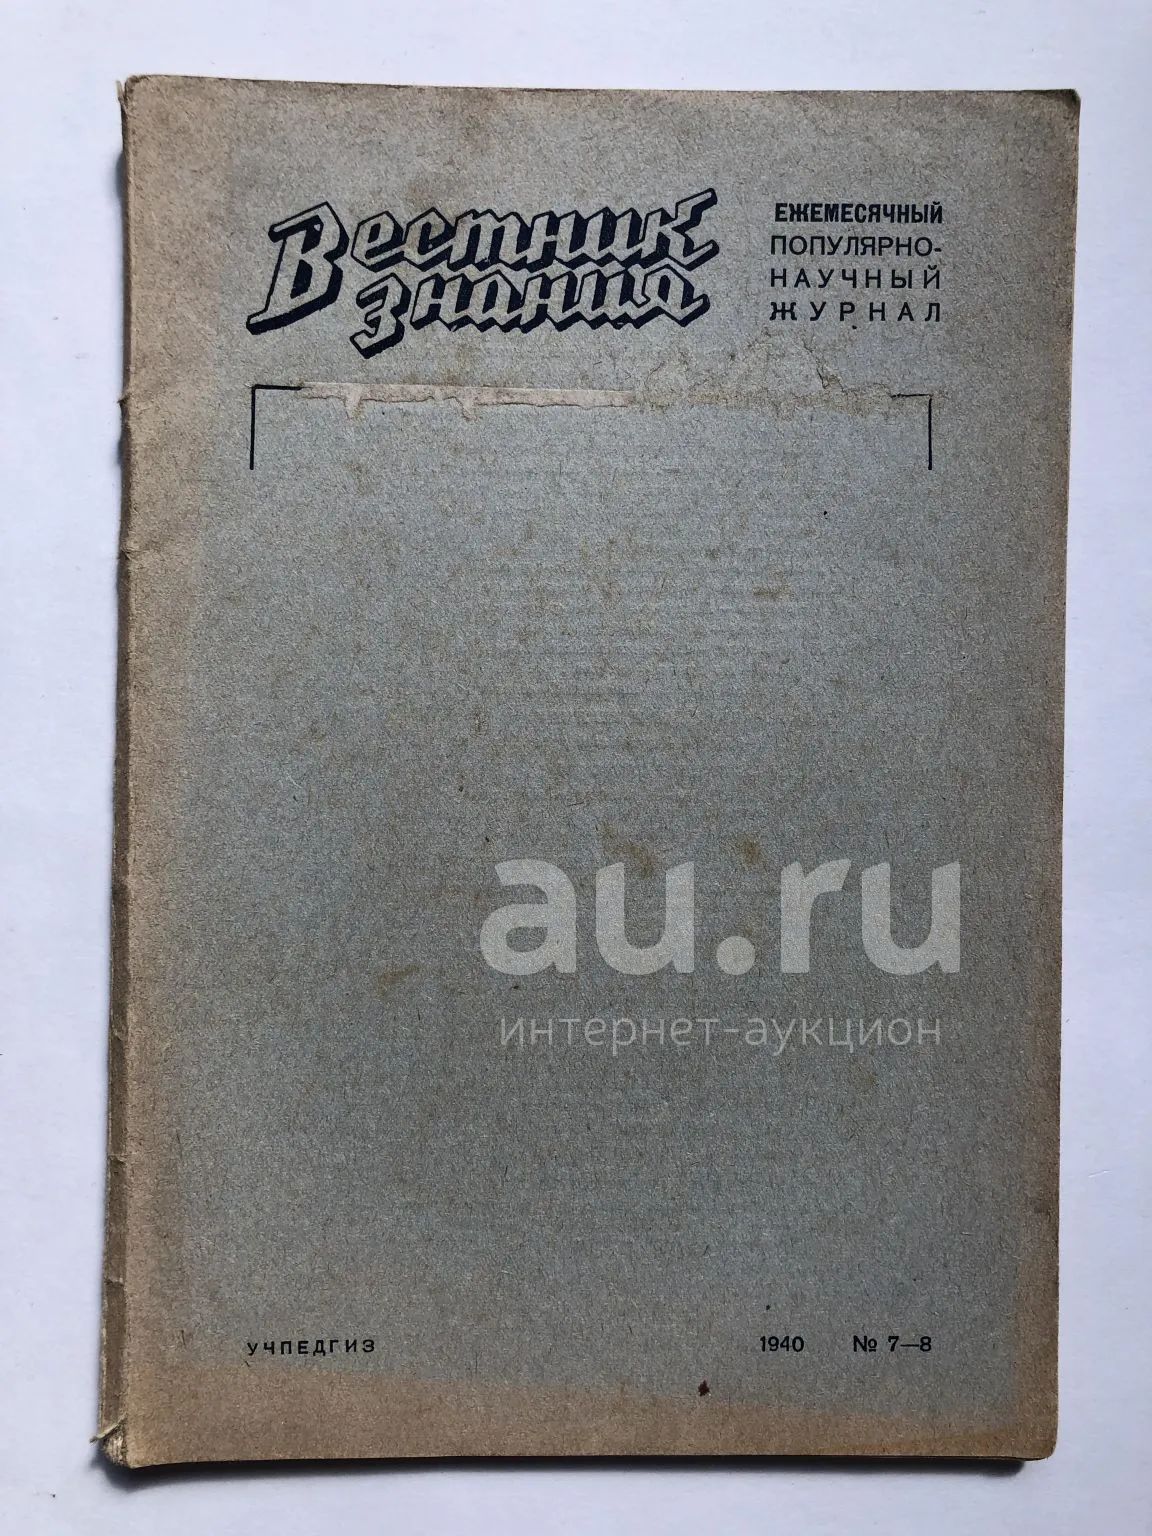 Вестник
знания
ЕЖЕМЕСЯЧНЫЙ
ПОПУЛЯРНО-
НАУЧНЫЙ
ЖУРНАЛ
au.ru
интернет-аукцион
УЧПЕДГИЗ
1940 № 7—8